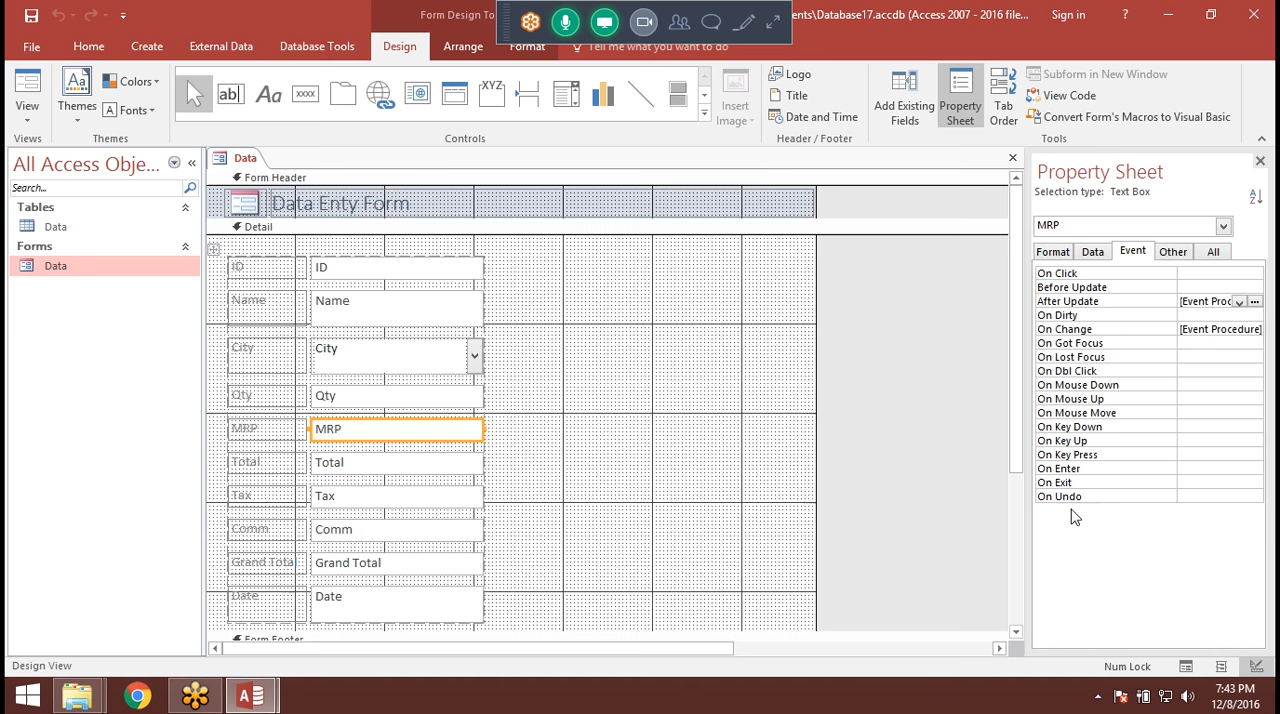 Form Design To
ents\Database17.accdb (Access 2007 - 2016 file...
Sign in
?
File
Home
Create
External Data
Database Tools
Design
Arrange
Format
Tell me what you want to do
View
Views
Aa
Themes
Colors
Aa
Fonts
Themes
ab
Aa
xxxx
XYZ
Controls
Insert
Image
Logo
Title
Date and Time
Header / Footer
Add Existing
Fields
Property
Sheet
Tab
Order
Subform in New Window
View Code
Convert Form's Macros to Visual Basic
Tools
All Access Obje...
Search...
Tables
Data
Forms
Data
Data
Form Header
Data Enty Form
Detail
ID
ID
Name
Name
City
City
Qty
Qty
MRP
MRP
Total
Total
Tax
Tax
Comm
Comm
Grand Total
Grand Total
Date
Date
Form Footer
Property Sheet
Selection type: Text Box
MRP
Format
Data
Event
Other
All
On Click
Before Update
After Update
[Event Proc
...
On Dirty
On Change
[Event Procedure]
On Got Focus
On Lost Focus
On Dbl Click
On Mouse Down
On Mouse Up
On Mouse Move
On Key Down
On Key Up
On Key Press
On Enter
On Exit
On Undo
Design View
Num Lock
7:43 PM
12/8/2016